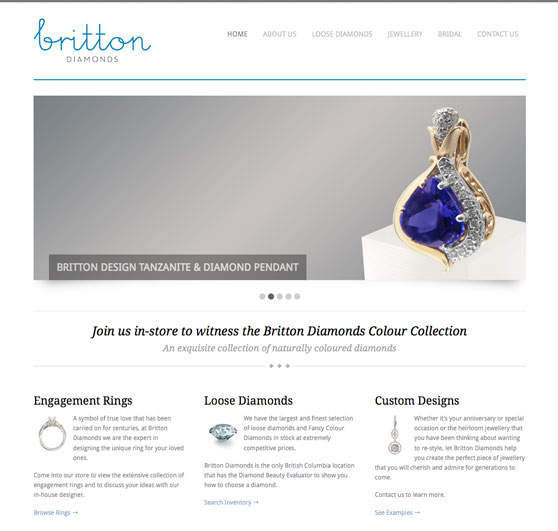 britton
DIAMONDS
HOME ABOUT US LOOSE DIAMONDS JEWELLERY BRIDAL CONTACT US
BRITTON DESIGN TANZANITE & DIAMOND PENDANT
Join us in-store to witness the Britton Diamonds Colour Collection
An exquisite collection of naturally coloured diamonds
Engagement Rings
A symbol of true love that has been
carried on for centuries, at Britton
Diamonds we are the expert in
designing the unique ring for your loved
ones.
Come into our store to view the extensive collection of
engagement rings and to discuss your ideas with our
in-house designer.
Browse Rings →
Loose Diamonds
We have the largest and finest selection
of loose diamonds and Fancy Colour
Diamonds in stock at extremely
competitive prices.
Britton Diamonds is the only British Columbia location
that has the Diamond Beauty Evaluator to show you
how to choose a diamond.
Search Inventory →
Custom Designs
Whether it's your anniversary or special
occasion or the heirloom jewellery that
you have been thinking about wanting
to re-style, let Britton Diamonds help
you create the perfect piece of jewellery
that you will cherish and admire for generations to
come.
Contact us to learn more.
See Examples →